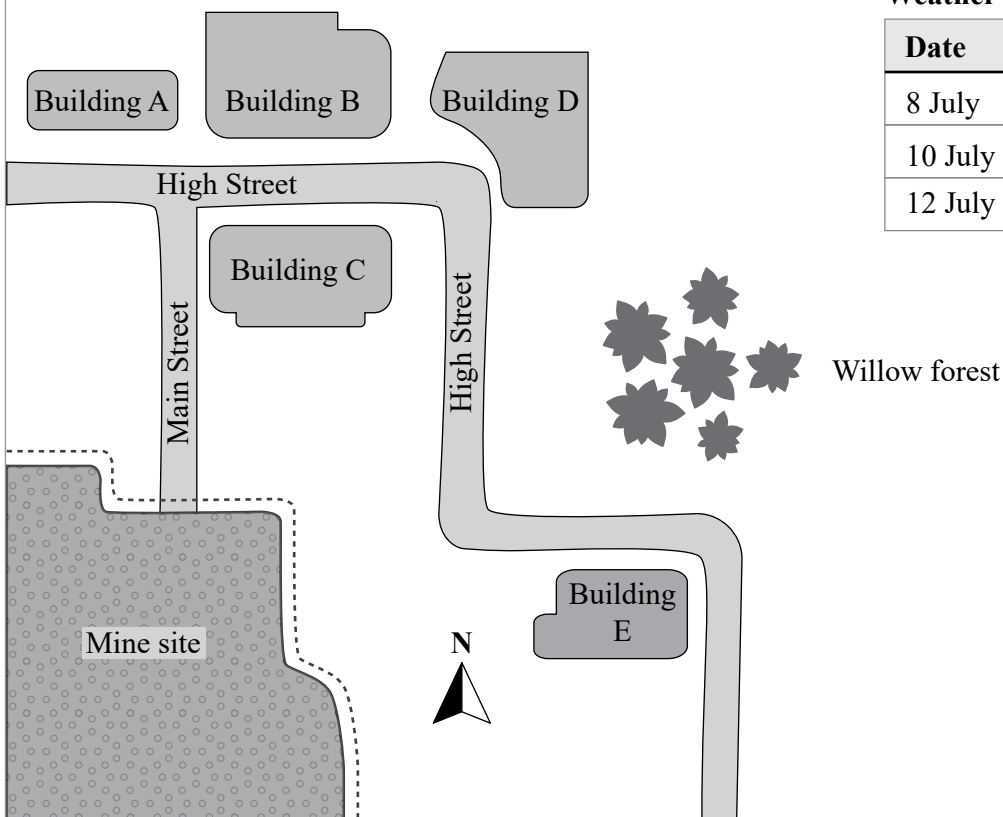 Weather
Date
8 July
10 July
12 July
Building A
Building B
Building D
High Street
Building C
Main Street
High Street
Willow forest
Building
E
Mine site
N